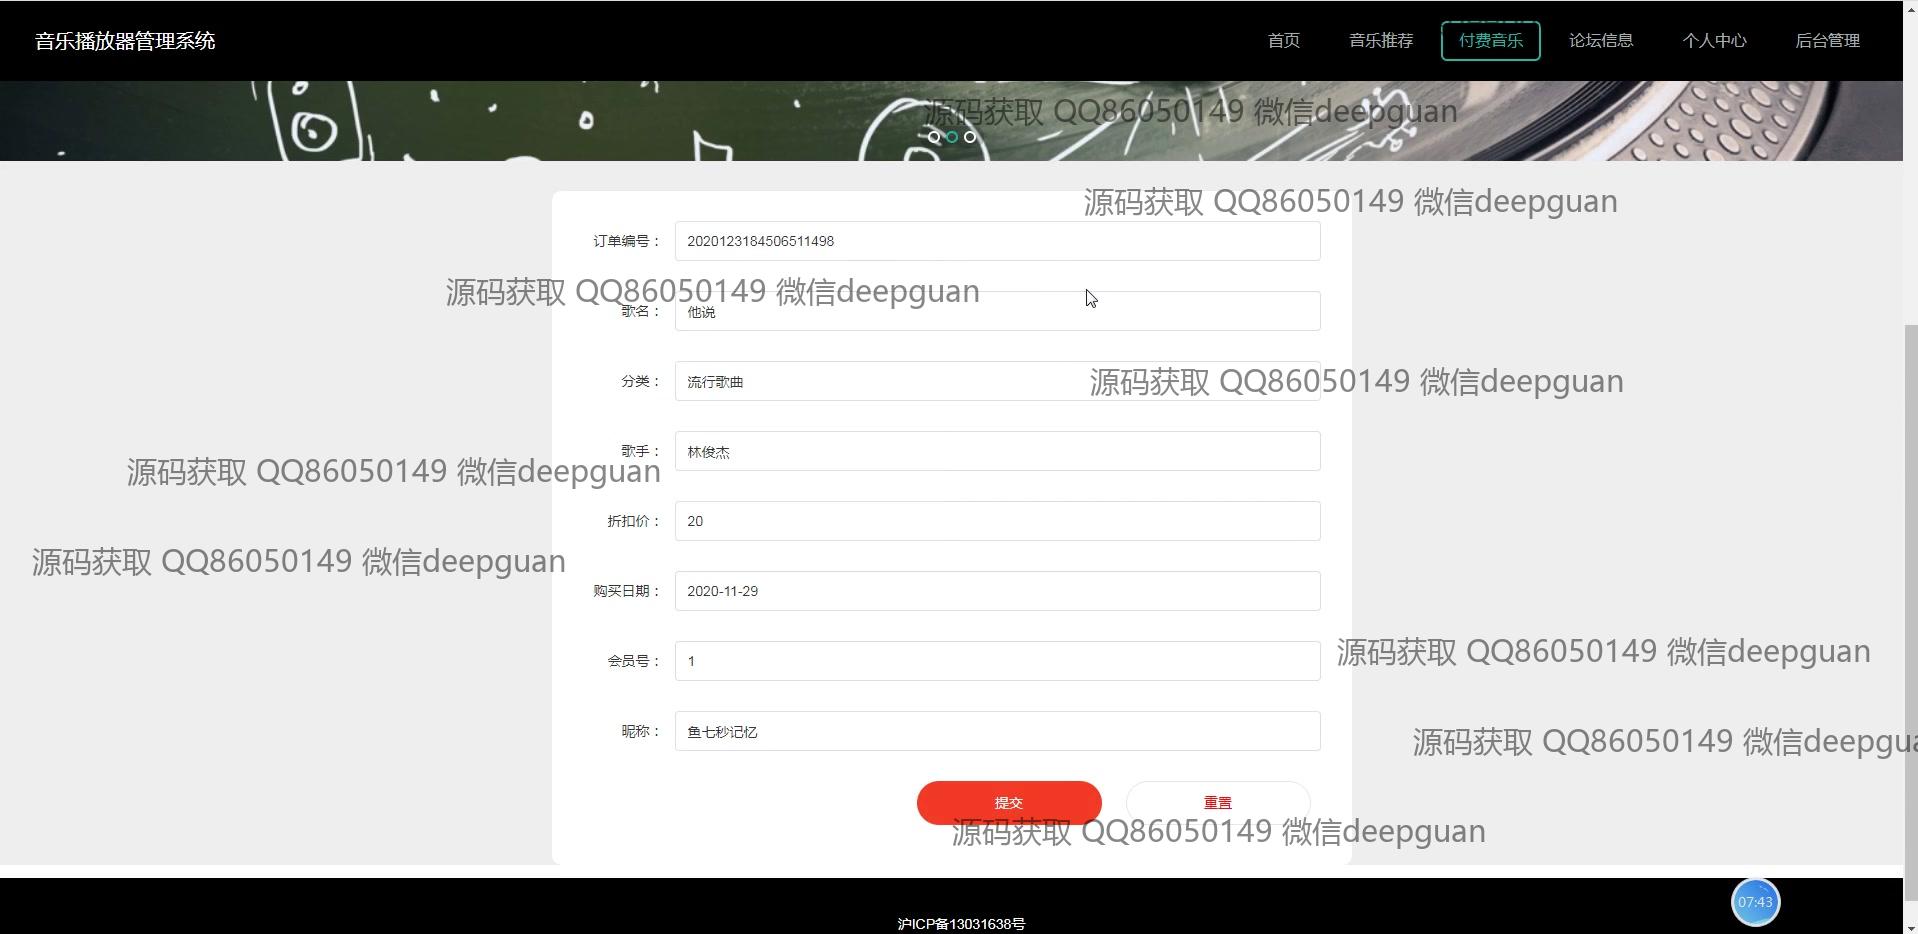 音乐播放器管理系统
首页 音乐推荐 付费音乐 论坛信息 个人中心 后台管理
源码获取 QQ86050149 微信deepguan
源码获取 QQ86050149 微信deepguan
订单编号： 2020123184506511498
源码获取 QQ86050149 微信deepguan
歌名： 他说
分类： 流行歌曲
源码获取 QQ86050149 微信deepguan
歌手： 林俊杰
源码获取 QQ86050149 微信deepguan
折扣价： 20
源码获取 QQ86050149 微信deepguan
购买日期： 2020-11-29
源码获取 QQ86050149 微信deepguan
会员号： 1
昵称： 鱼七秒记忆
源码获取 QQ86050149 微信deepgua
提交 重置
源码获取 QQ86050149 微信deepguan
07:43
沪ICP备13031638号